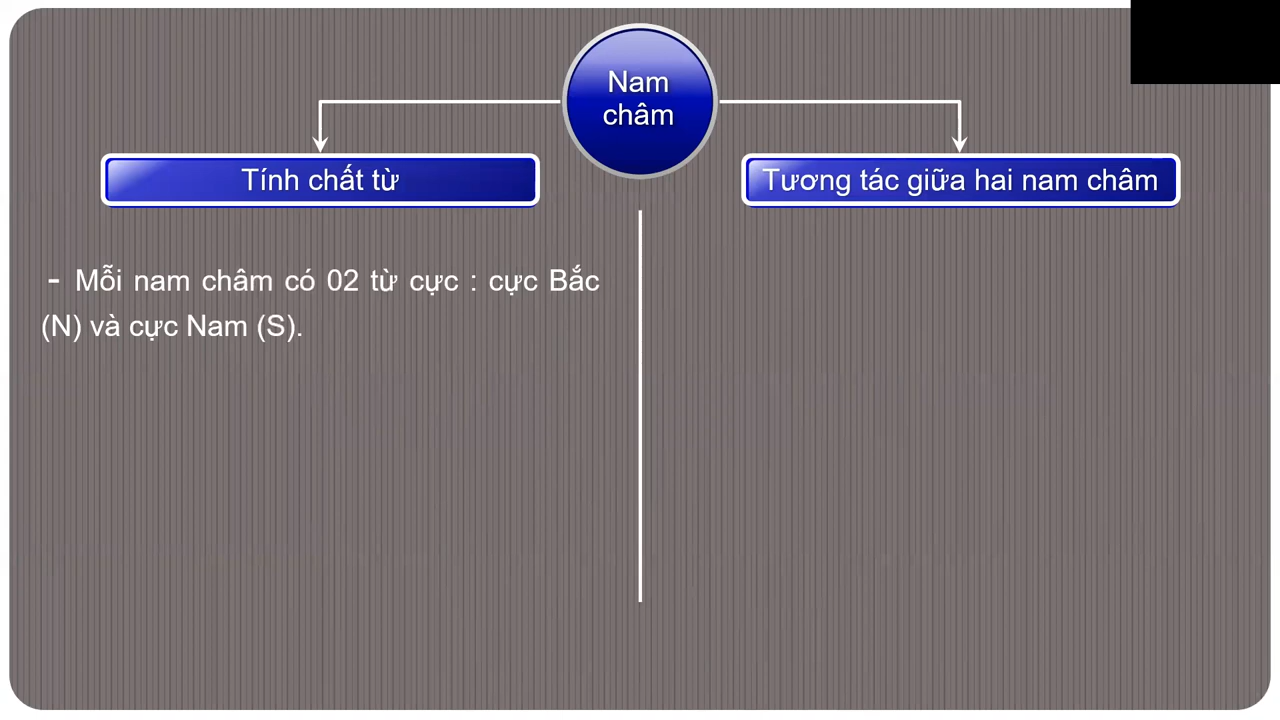 Nam
châm
Tính chất từ
Tương tác giữa hai nam châm
- Mỗi nam châm có 02 từ cực : cực Bắc
(N) và cực Nam (S).